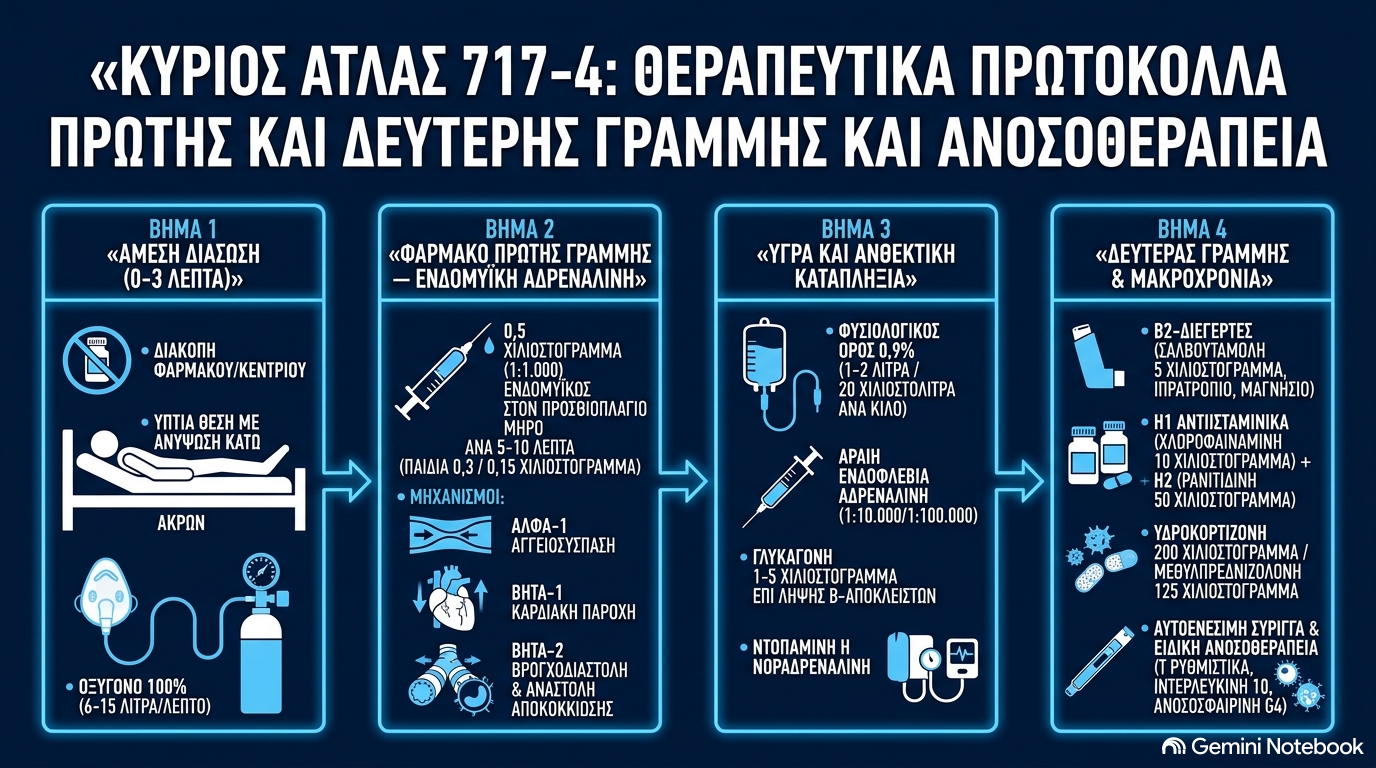 «ΚΥΡΙΟΣ ΑΤΛΑΣ 717-4: ΘΕΡΑΠΕΥΤΙΚΑ ΠΡΩΤΟΚΟΛΛΑ
ΠΡΩΤΗΣ ΚΑΙ ΔΕΥΤΕΡΗΣ ΓΡΑΜΜΗΣ ΚΑΙ ΑΝΟΣΟΘΕΡΑΠΕΙΑ
ΒΗΜΑ 1
«ΑΜΕΣΗ ΔΙΑΣΩΣΗ
(0-3 ΛΕΠΤΑ)»
• ΔΙΑΚΟΠΗ
ΦΑΡΜΑΚΟΥ/ΚΕΝΤΡΙΟΥ
• ΥΠΤΙΑ ΘΕΣΗ ΜΕ
ΑΝΥΨΩΣΗ ΚΑΤΩ
ΑΚΡΩΝ
• ΟΞΥΓΟΝΟ 100%
(6-15 ΛΙΤΡΑ/ΛΕΠΤΟ)
ΒΗΜΑ 2
«ΦΑΡΜΑΚΟ ΠΡΩΤΗΣ ΓΡΑΜΜΗΣ
— ΕΝΔΟΜΥΪΚΗ ΑΔΡΕΝΑΛΙΝΗ»
0,5
ΧΙΛΙΟΣΤΟΓΡΑΜΜΑ
(1:1.000)
ΕΝΔΟΜΥΪΚΩΣ
ΣΤΟΝ ΠΡΟΣΘΙΟΠΛΑΓΙΟ
ΜΗΡΟ
ΑΝΑ 5-10 ΛΕΠΤΑ
(ΠΑΙΔΙΑ 0,3 / 0,15 ΧΙΛΙΟΣΤΟΓΡΑΜΜΑ)
• ΜΗΧΑΝΙΣΜΟΙ:
ΑΛΦΑ-1
ΑΓΓΕΙΟΣΥΣΠΑΣΗ
ΒΗΤΑ-1
ΚΑΡΔΙΑΚΗ ΠΑΡΟΧΗ
ΒΗΤΑ-2
ΒΡΟΓΧΟΔΙΑΣΤΟΛΗ
& ΑΝΑΣΤΟΛΗ
ΑΠΟΚΟΚΚΙΩΣΗΣ
ΒΗΜΑ 3
«ΥΓΡΑ ΚΑΙ ΑΝΘΕΚΤΙΚΗ
ΚΑΤΑΠΛΗΞΙΑ»
• ΦΥΣΙΟΛΟΓΙΚΟΣ
ΟΡΟΣ 0,9%
(1-2 ΛΙΤΡΑ /
20 ΧΙΛΙΟΣΤΟΛΙΤΡΑ
ΑΝΑ ΚΙΛΟ)
ΑΡΑΙΗ
ΕΝΔΟΦΛΕΒΙΑ
ΑΔΡΕΝΑΛΙΝΗ
(1:10.000/1:100.000)
• ΓΛΥΚΑΓΟΝΗ
1-5 ΧΙΛΙΟΣΤΟΓΡΑΜΜΑ
ΕΠΙ ΛΗΨΗΣ Β-ΑΠΟΚΛΕΙΣΤΩΝ
• ΝΤΟΠΑΜΙΝΗ Η
ΝΟΡΑΔΡΕΝΑΛΙΝΗ
ΒΗΜΑ 4
«ΔΕΥΤΕΡΑΣ ΓΡΑΜΜΗΣ
& ΜΑΚΡΟΧΡΟΝΙΑ»
• Β2-ΔΙΕΓΕΡΤΕΣ
(ΣΑΛΒΟΥΤΑΜΟΛΗ
5 ΧΙΛΙΟΣΤΟΓΡΑΜΜΑ,
ΙΠΡΑΤΡΟΠΙΟ, ΜΑΓΝΗΣΙΟ)
• Η1 ΑΝΤΙΙΣΤΑΜΙΝΙΚΑ
(ΧΛΩΡΟΦΑΙΝΑΜΙΝΗ
10 ΧΙΛΙΟΣΤΟΓΡΑΜΜΑ) +
+ Η2 (ΡΑΝΙΤΙΔΙΝΗ
50 ΧΙΛΙΟΣΤΟΓΡΑΜΜΑ)
• ΥΔΡΟΚΟΡΤΙΖΟΝΗ
200 ΧΙΛΙΟΣΤΟΓΡΑΜΜΑ /
ΜΕΘΥΛΠΡΕΔΝΙΖΟΛΟΝΗ
125 ΧΙΛΙΟΣΤΟΓΡΑΜΜΑ
• ΑΥΤΟΕΝΕΣΙΜΗ ΣΥΡΙΓΓΑ &
ΕΙΔΙΚΗ ΑΝΟΣΟΘΕΡΑΠΕΙΑ
(Τ ΡΥΘΜΙΣΤΙΚΑ,
ΙΝΤΕΡΛΕΥΚΙΝΗ 10,
ΑΝΟΣΟΣΦΑΙΡΙΝΗ G4)
Gemini Notebook